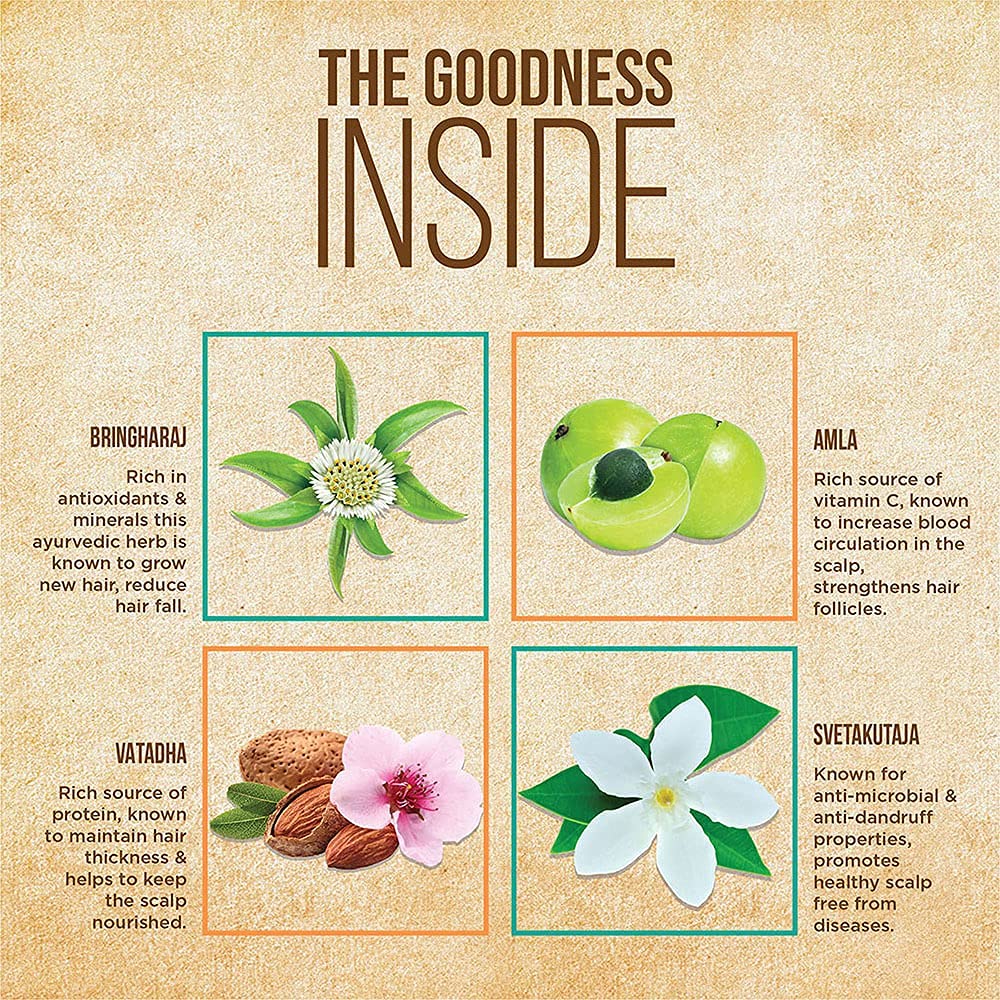 THE GOODNESS
INSIDE
BRINGHARAJ
Rich in
antioxidants &
minerals this
ayurvedic herb is
known to grow
new hair, reduce
hair fall.
AMLA
Rich source of
vitamin C, known
to increase blood
circulation in the
scalp,
strengthens hair
follicles.
VATADHA
Rich source of
protein, known
to maintain hair
thickness &
helps to keep
the scalp
nourished.
SVETAKUTAJA
Known for
anti-microbial &
anti-dandruff
properties,
promotes
healthy scalp
free from
diseases.